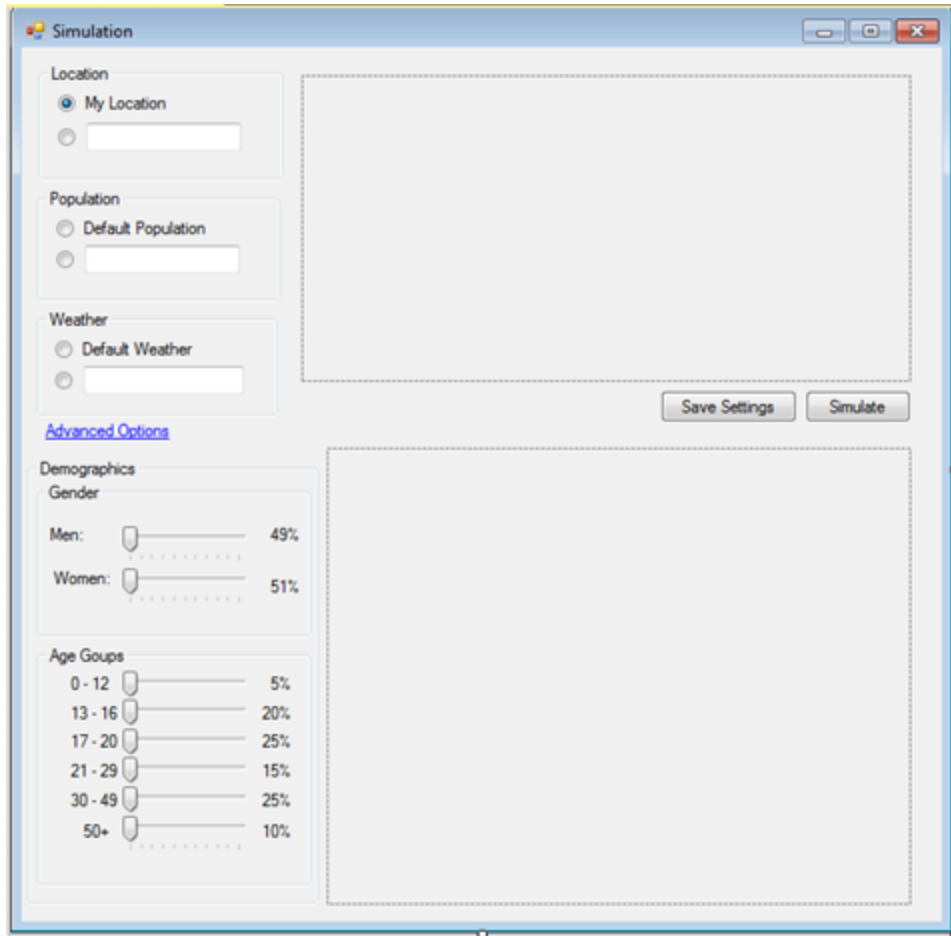 Simulation
Location
My Location
Population
Default Population
Weather
Default Weather
Save Settings
Simulate
Advanced Options
Demographics
Gender
Men: 49%
Women: 51%
Age Goups
0 - 12 5%
13 - 16 20%
17 - 20 25%
21 - 29 15%
30 - 49 25%
50+ 10%